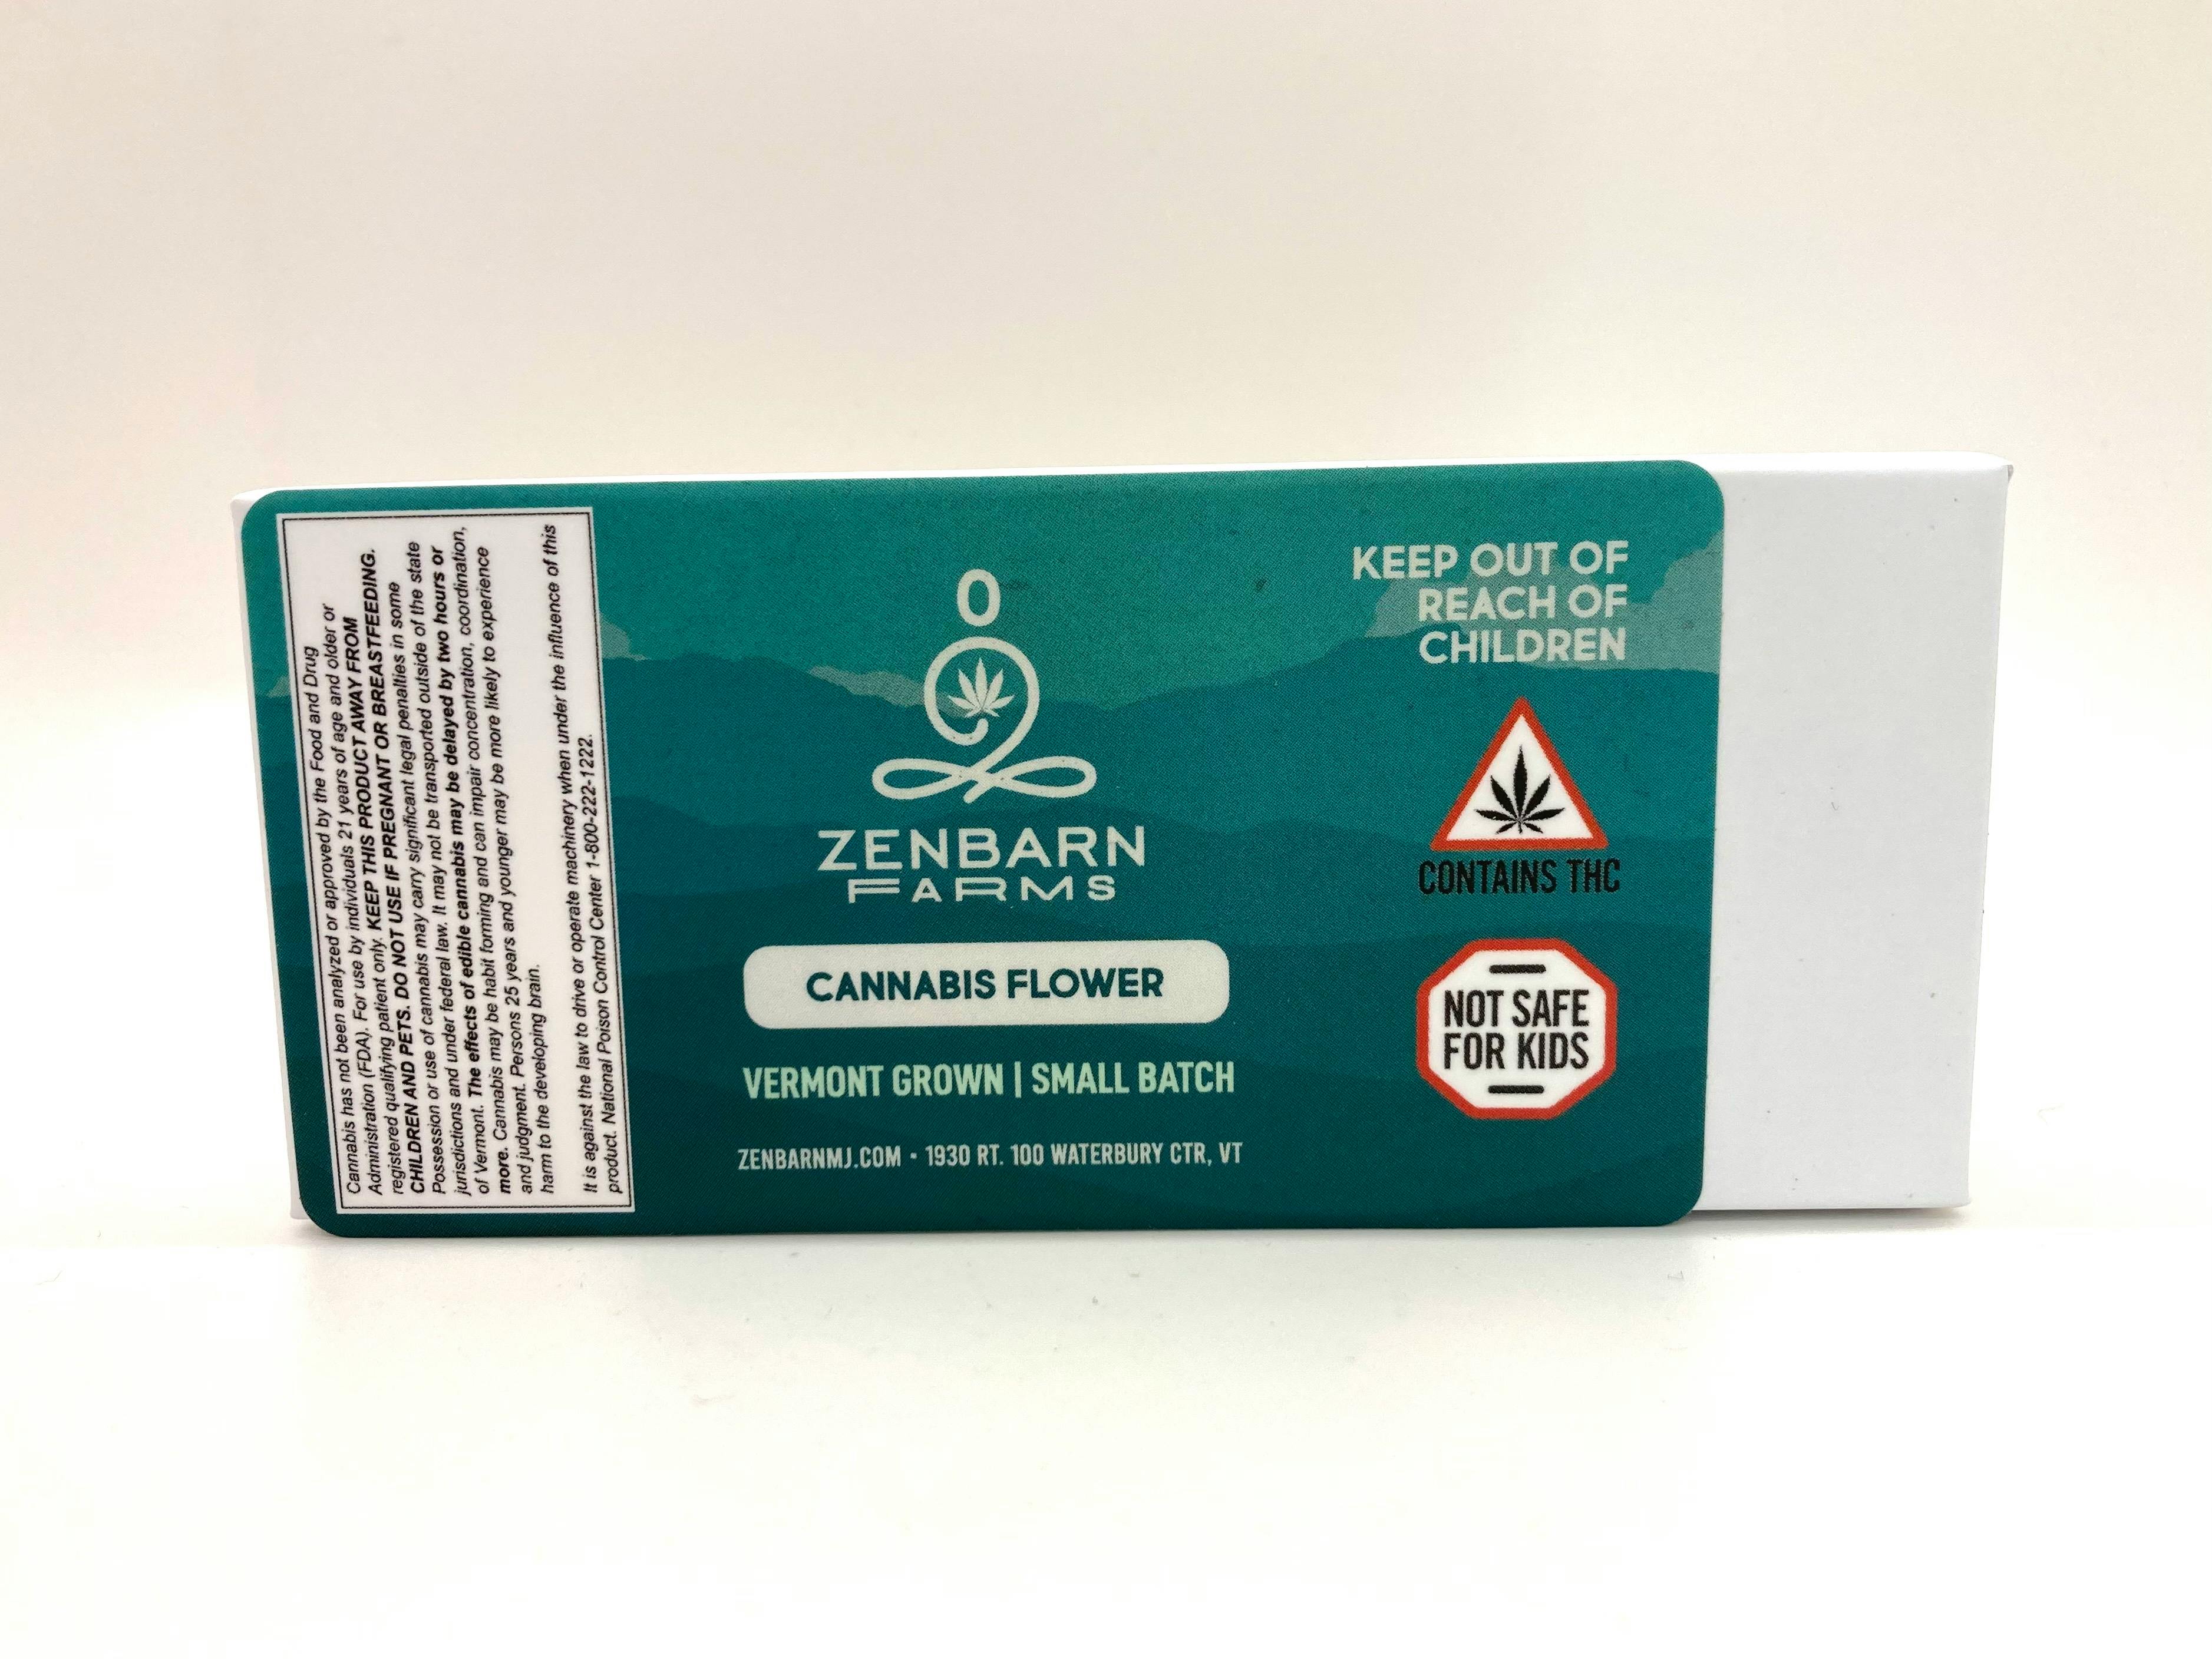 Cannabis has not been analyzed or approved by the Food and Drug
Administration (FDA). For use by individuals 21 years of age and older or
registered qualifying patient only. KEEP THIS PRODUCT AWAY FROM
CHILDREN AND PETS. DO NOT USE IF PREGNANT OR BREASTFEEDING.
Possession or use of cannabis may carry significant legal penalties in some
jurisdictions and under federal law. It may not be transported outside of the state
of Vermont. The effects of edible cannabis may be delayed by two hours or
more. Cannabis may be habit forming and can impair concentration, coordination,
and judgment. Persons 25 years and younger may be more likely to experience
harm to the developing brain.
It is against the law to drive or operate machinery when under the influence of this
product. National Poison Control Center 1-800-222-1222.
ZENBARN
FARMS
CANNABIS FLOWER
VERMONT GROWN | SMALL BATCH
ZENBARNMJ.COM • 1930 RT. 100 WATERBURY CTR, VT
KEEP OUT OF
REACH OF
CHILDREN
CONTAINS THC
NOT SAFE
FOR KIDS